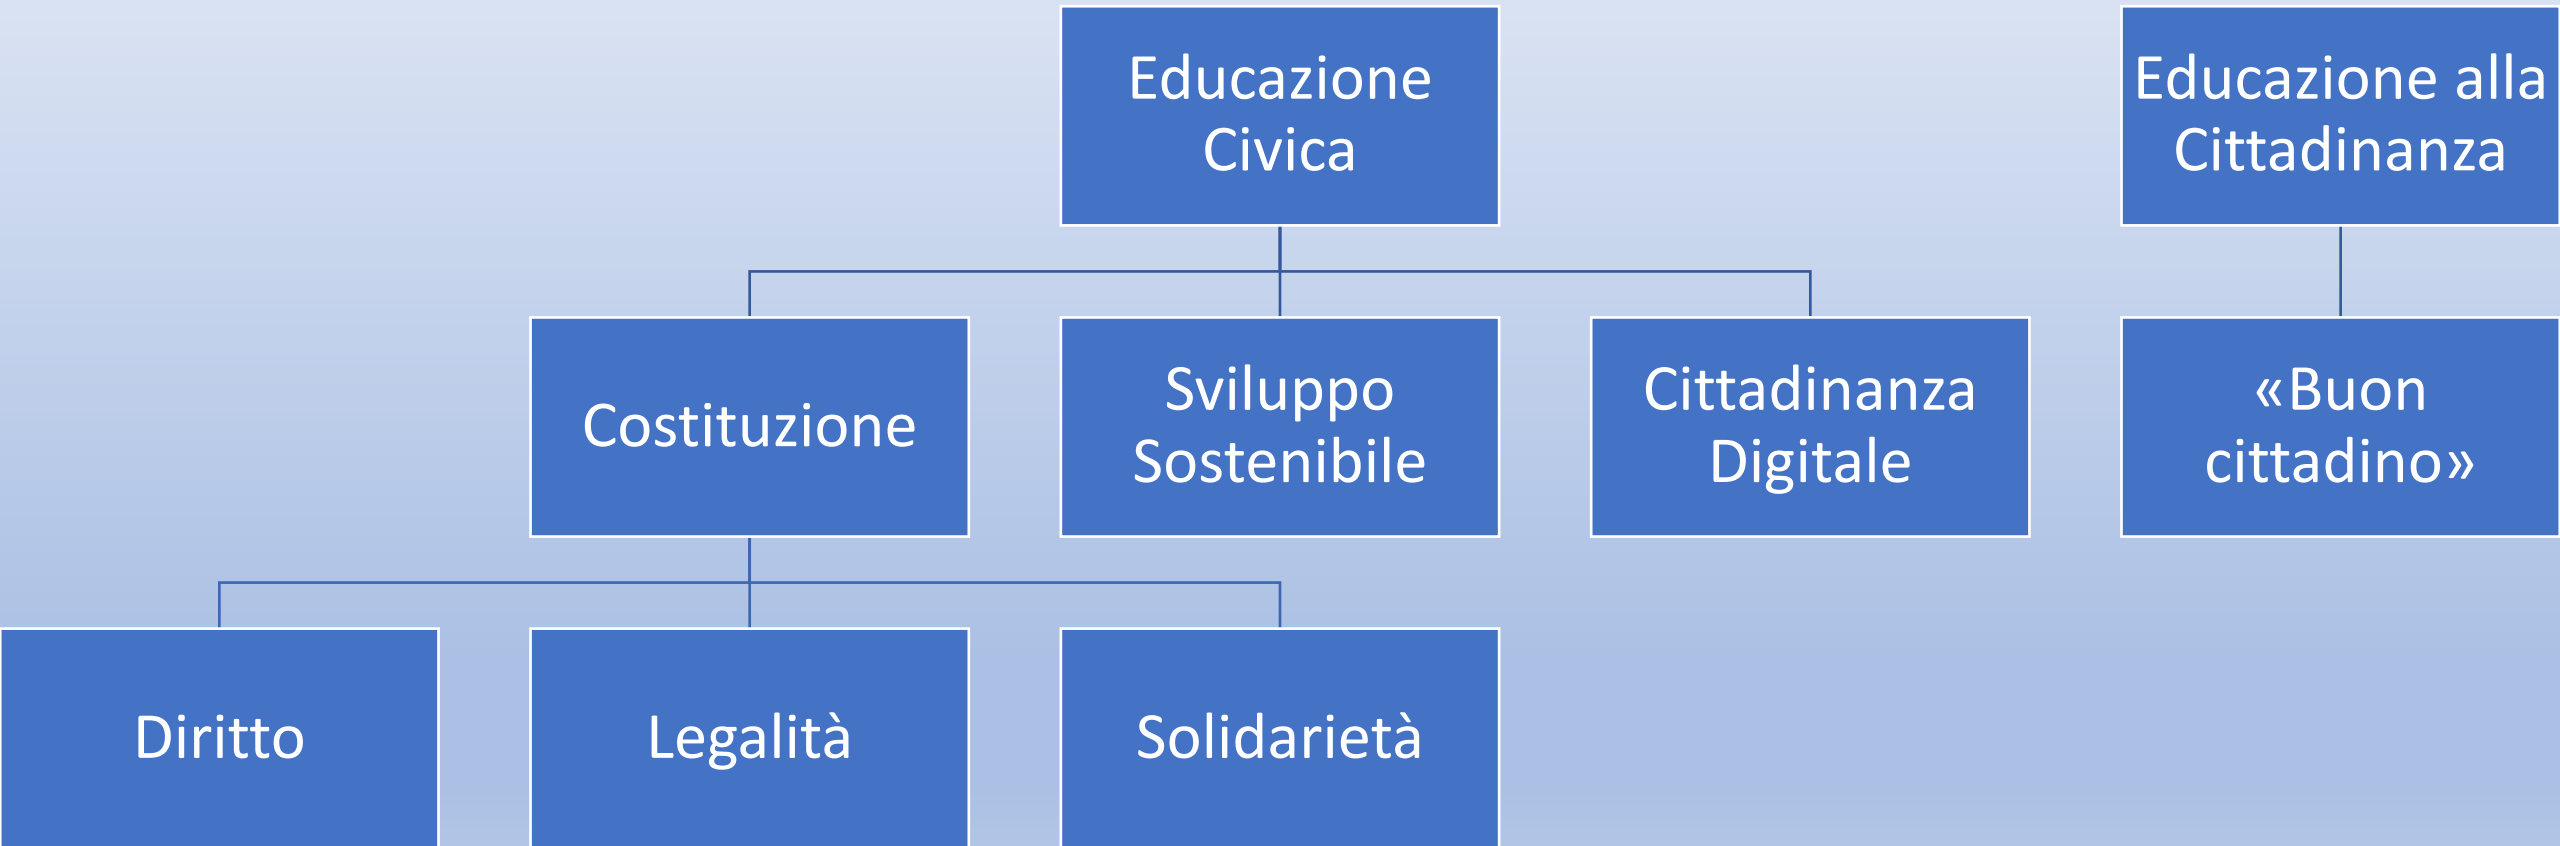 Educazione
Civica
Educazione alla
Cittadinanza
Costituzione
Sviluppo
Sostenibile
Cittadinanza
Digitale
«Buon
cittadino»
Diritto
Legalità
Solidarietà